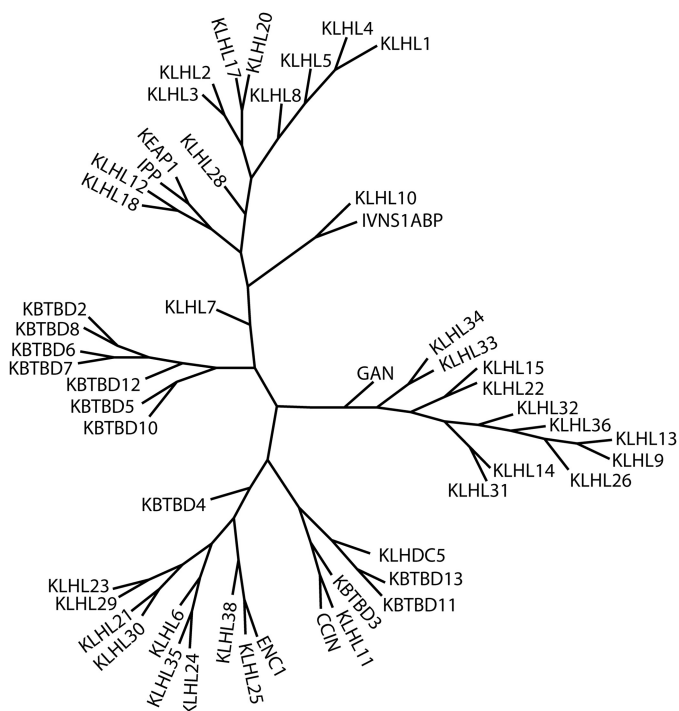 KLHL20
KLHL17
KLHL4
KLHL1
KLHL5
KLHL2
KLHL3
KLHL8
KEAP1
IPP
KLHL12
KLHL18
KLHL28
KLHL10
IVNS1ABP
KLHL7
KBTBD2
KBTBD8
KBTBD6
KBTBD7
KBTBD12
KBTBD5
KBTBD10
GAN
KLHL34
KLHL33
KLHL15
KLHL22
KLHL32
KLHL36
KLHL13
KLHL9
KLHL26
KLHL14
KLHL31
KBTBD4
KLHDC5
KBTBD13
KBTBD11
KBTBD3
KLHL11
CCIN
KLHL23
KLHL29
KLHL21
KLHL30
KLHL6
KLHL35
KLHL24
KLHL38
KLHL25
ENC1